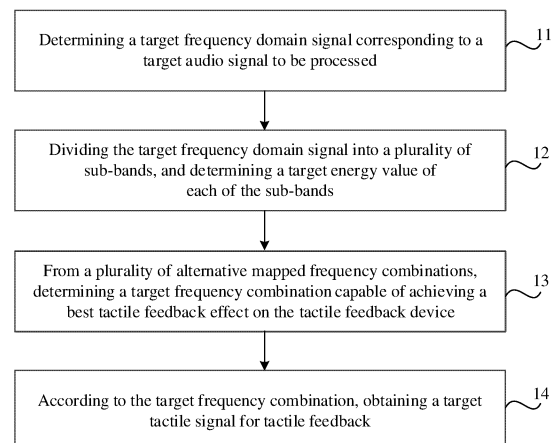 Determining a target frequency domain signal corresponding to a
target audio signal to be processed
11
Dividing the target frequency domain signal into a plurality of
sub-bands, and determining a target energy value of
each of the sub-bands
12
From a plurality of alternative mapped frequency combinations,
determining a target frequency combination capable of achieving a
best tactile feedback effect on the tactile feedback device
13
According to the target frequency combination, obtaining a target
tactile signal for tactile feedback
14